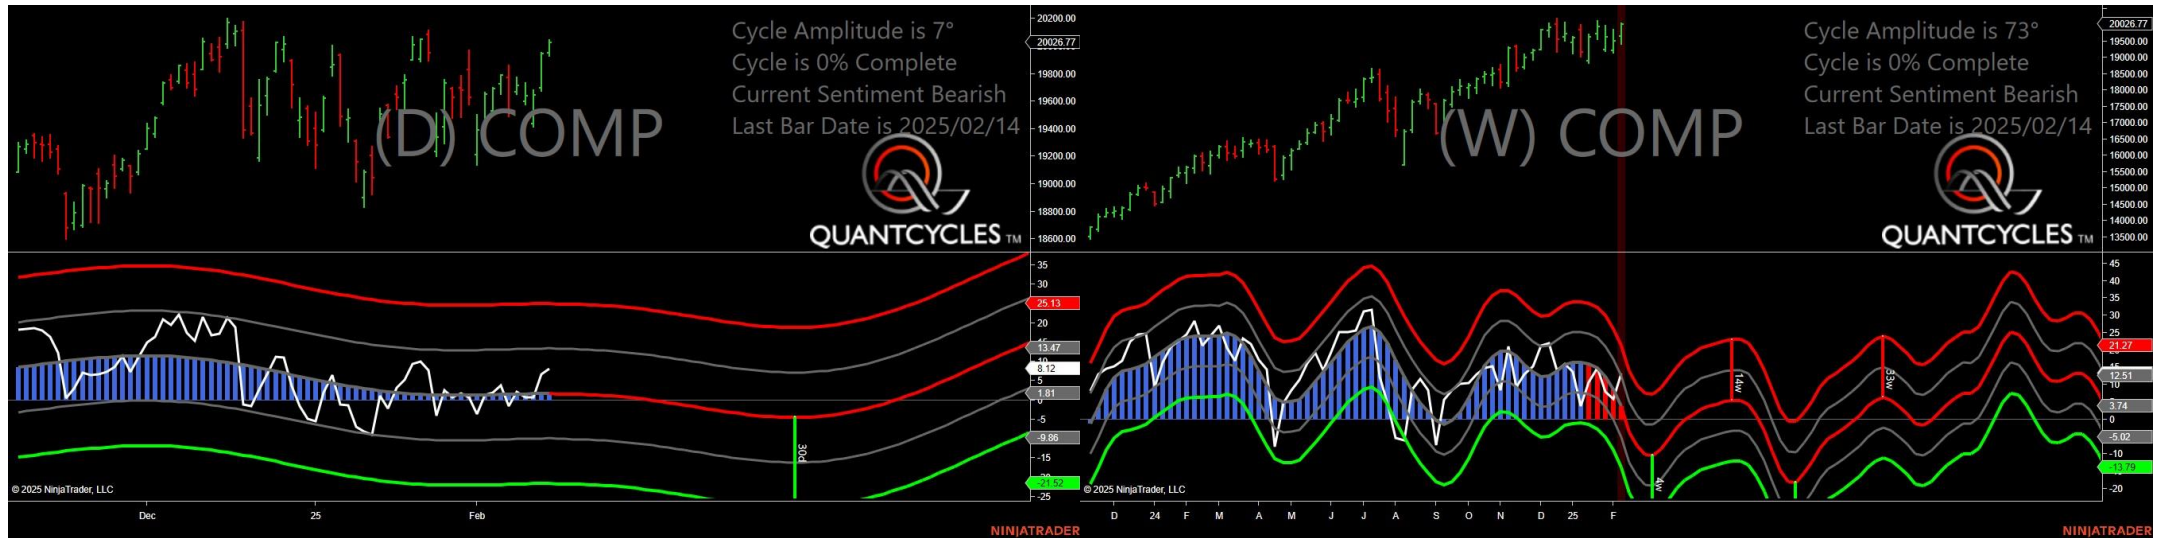 Cycle Amplitude is 7°
Cycle is 0% Complete
Current Sentiment Bearish
Last Bar Date is 2025/02/14
(D) COMP
QUANTCYCLES TM
20200.00
20026.77
19800.00
19600.00
19400.00
19200.00
19000.00
18800.00
18600.00
35
30
25.13
20
13.47
10
8.12
5
1.81
0
-5
-9.86
-15
-21.52
-25
30d
© 2025 NinjaTrader, LLC
Dec 25 Feb
NINJATRADER
Cycle Amplitude is 73°
Cycle is 0% Complete
Current Sentiment Bearish
Last Bar Date is 2025/02/14
(W) COMP
QUANTCYCLES TM
20026.77
19500.00
19000.00
18500.00
18000.00
17500.00
17000.00
16500.00
16000.00
15500.00
15000.00
14500.00
14000.00
13500.00
45
40
35
30
25
21.27
12.51
10
3.74
0
-5.02
-10
-13.79
-20
14w
33w
4w
© 2025 NinjaTrader, LLC
D 24 F M A M J J A S O N D 25 F
NINJATRADER